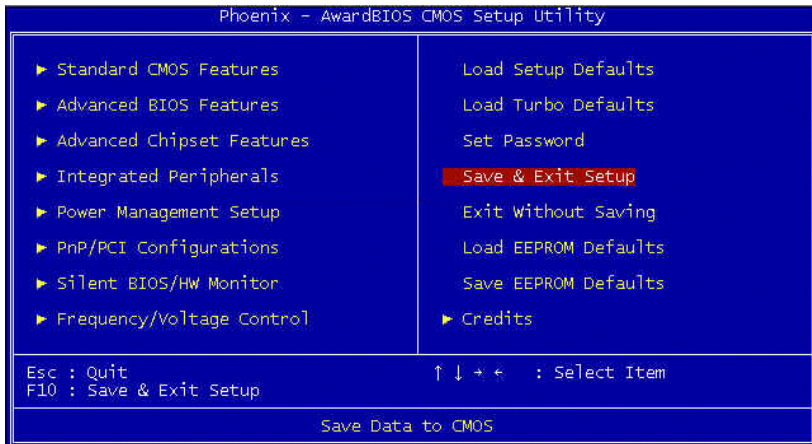 Phoenix - AwardBIOS CMOS Setup Utility
► Standard CMOS Features
► Advanced BIOS Features
► Advanced Chipset Features
► Integrated Peripherals
► Power Management Setup
► PnP/PCI Configurations
► Silent BIOS/HW Monitor
► Frequency/Voltage Control
Load Setup Defaults
Load Turbo Defaults
Set Password
Save & Exit Setup
Exit Without Saving
Load EEPROM Defaults
Save EEPROM Defaults
► Credits
Esc : Quit
F10 : Save & Exit Setup
↑ ↓ → ← : Select Item
Save Data to CMOS